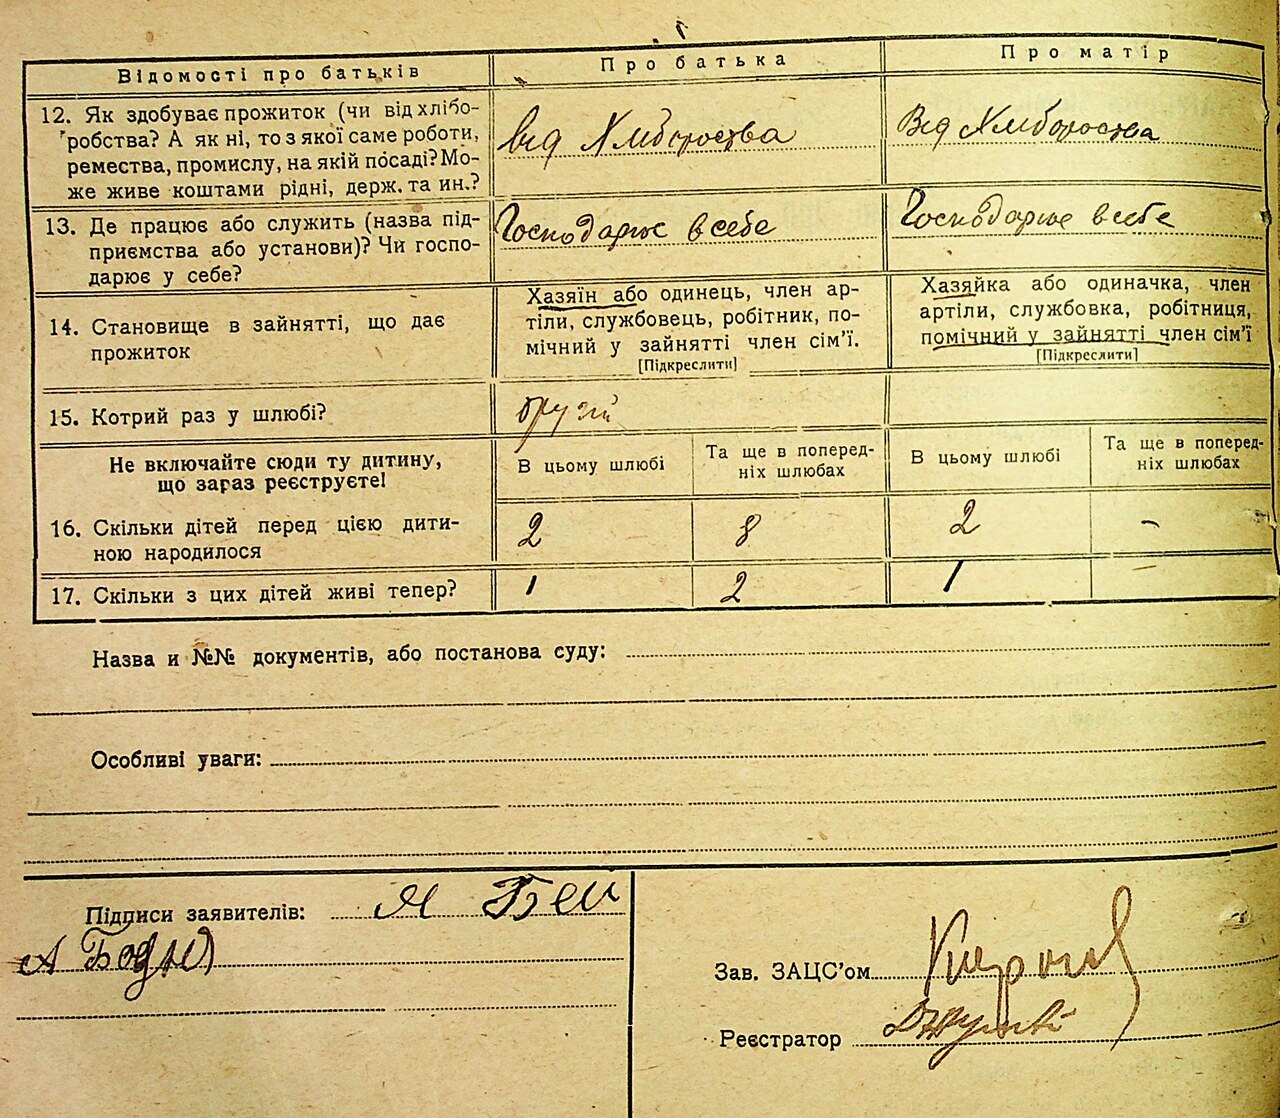 Відомості про батьків
Про батька
Про матір
12. Як здобуває прожиток (чи від хлібо-
робства? А як ні, то з якої саме роботи,
ремества, промислу, на якій посаді? Мо-
же живе коштами рідні, держ. та ин.?
від Хліборобства
Від Хліборобства
13. Де працює або служить (назва під-
приємства або установи)? Чи госпо-
дарює у себе?
Господарює в себе
Господарює в себе
14. Становище в зайнятті, що дає
прожиток
Хазяїн або одинець, член ар-
тілі, службовець, робітник, по-
мічний у зайнятті член сім’ї.
[Підкреслити]
Хазяйка або одиначка, член
артілі, службовка, робітниця,
помічний у зайнятті член сім’ї
[Підкреслити]
15. Котрий раз у шлюбі?
другий
Не включайте сюди ту дитину,
що зараз реєструєте!
В цьому шлюбі
Та ще в поперед-
ніх шлюбах
В цьому шлюбі
Та ще в поперед-
ніх шлюбах
16. Скільки дітей перед цією дити-
ною народилося
2
8
2
-
17. Скільки з цих дітей живі тепер?
1
2
1
-
Назва и №№ документів, або постанова суду:
Особливі уваги:
Підписи заявителів:
Зав. ЗАЦС’ом
Реєстратор